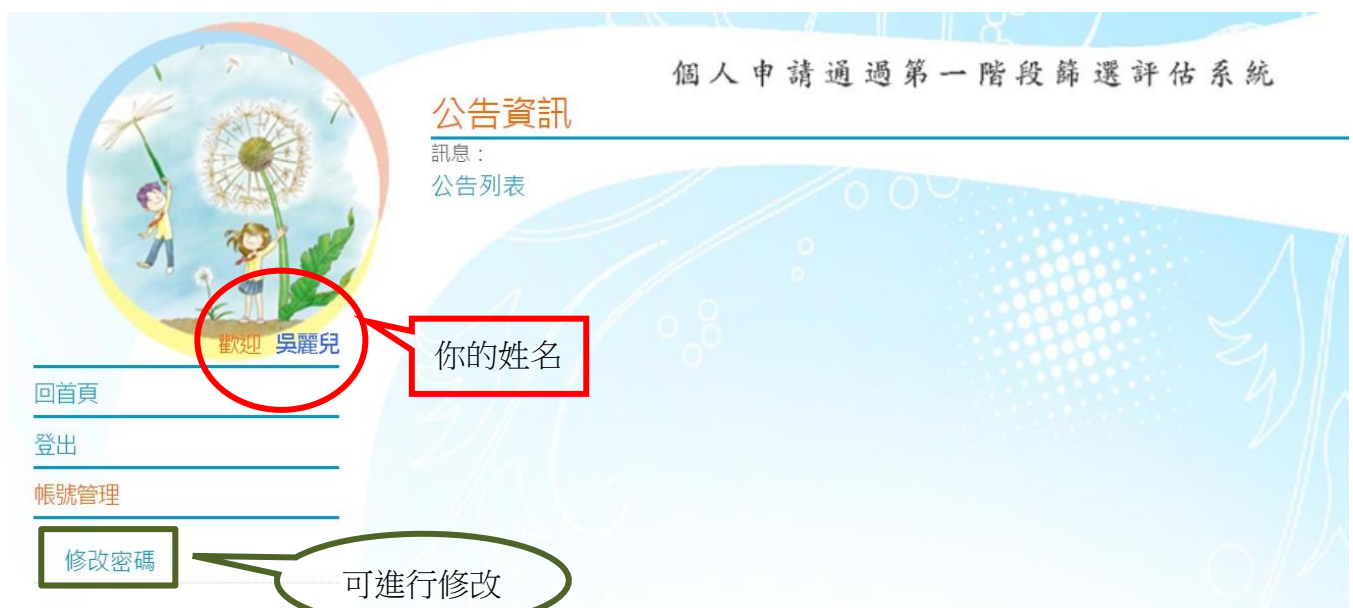 個人申請通過第一階段篩選評估系統
公告資訊
訊息：
公告列表
歡迎 吳麗兒
你的姓名
回首頁
登出
帳號管理
修改密碼
可進行修改